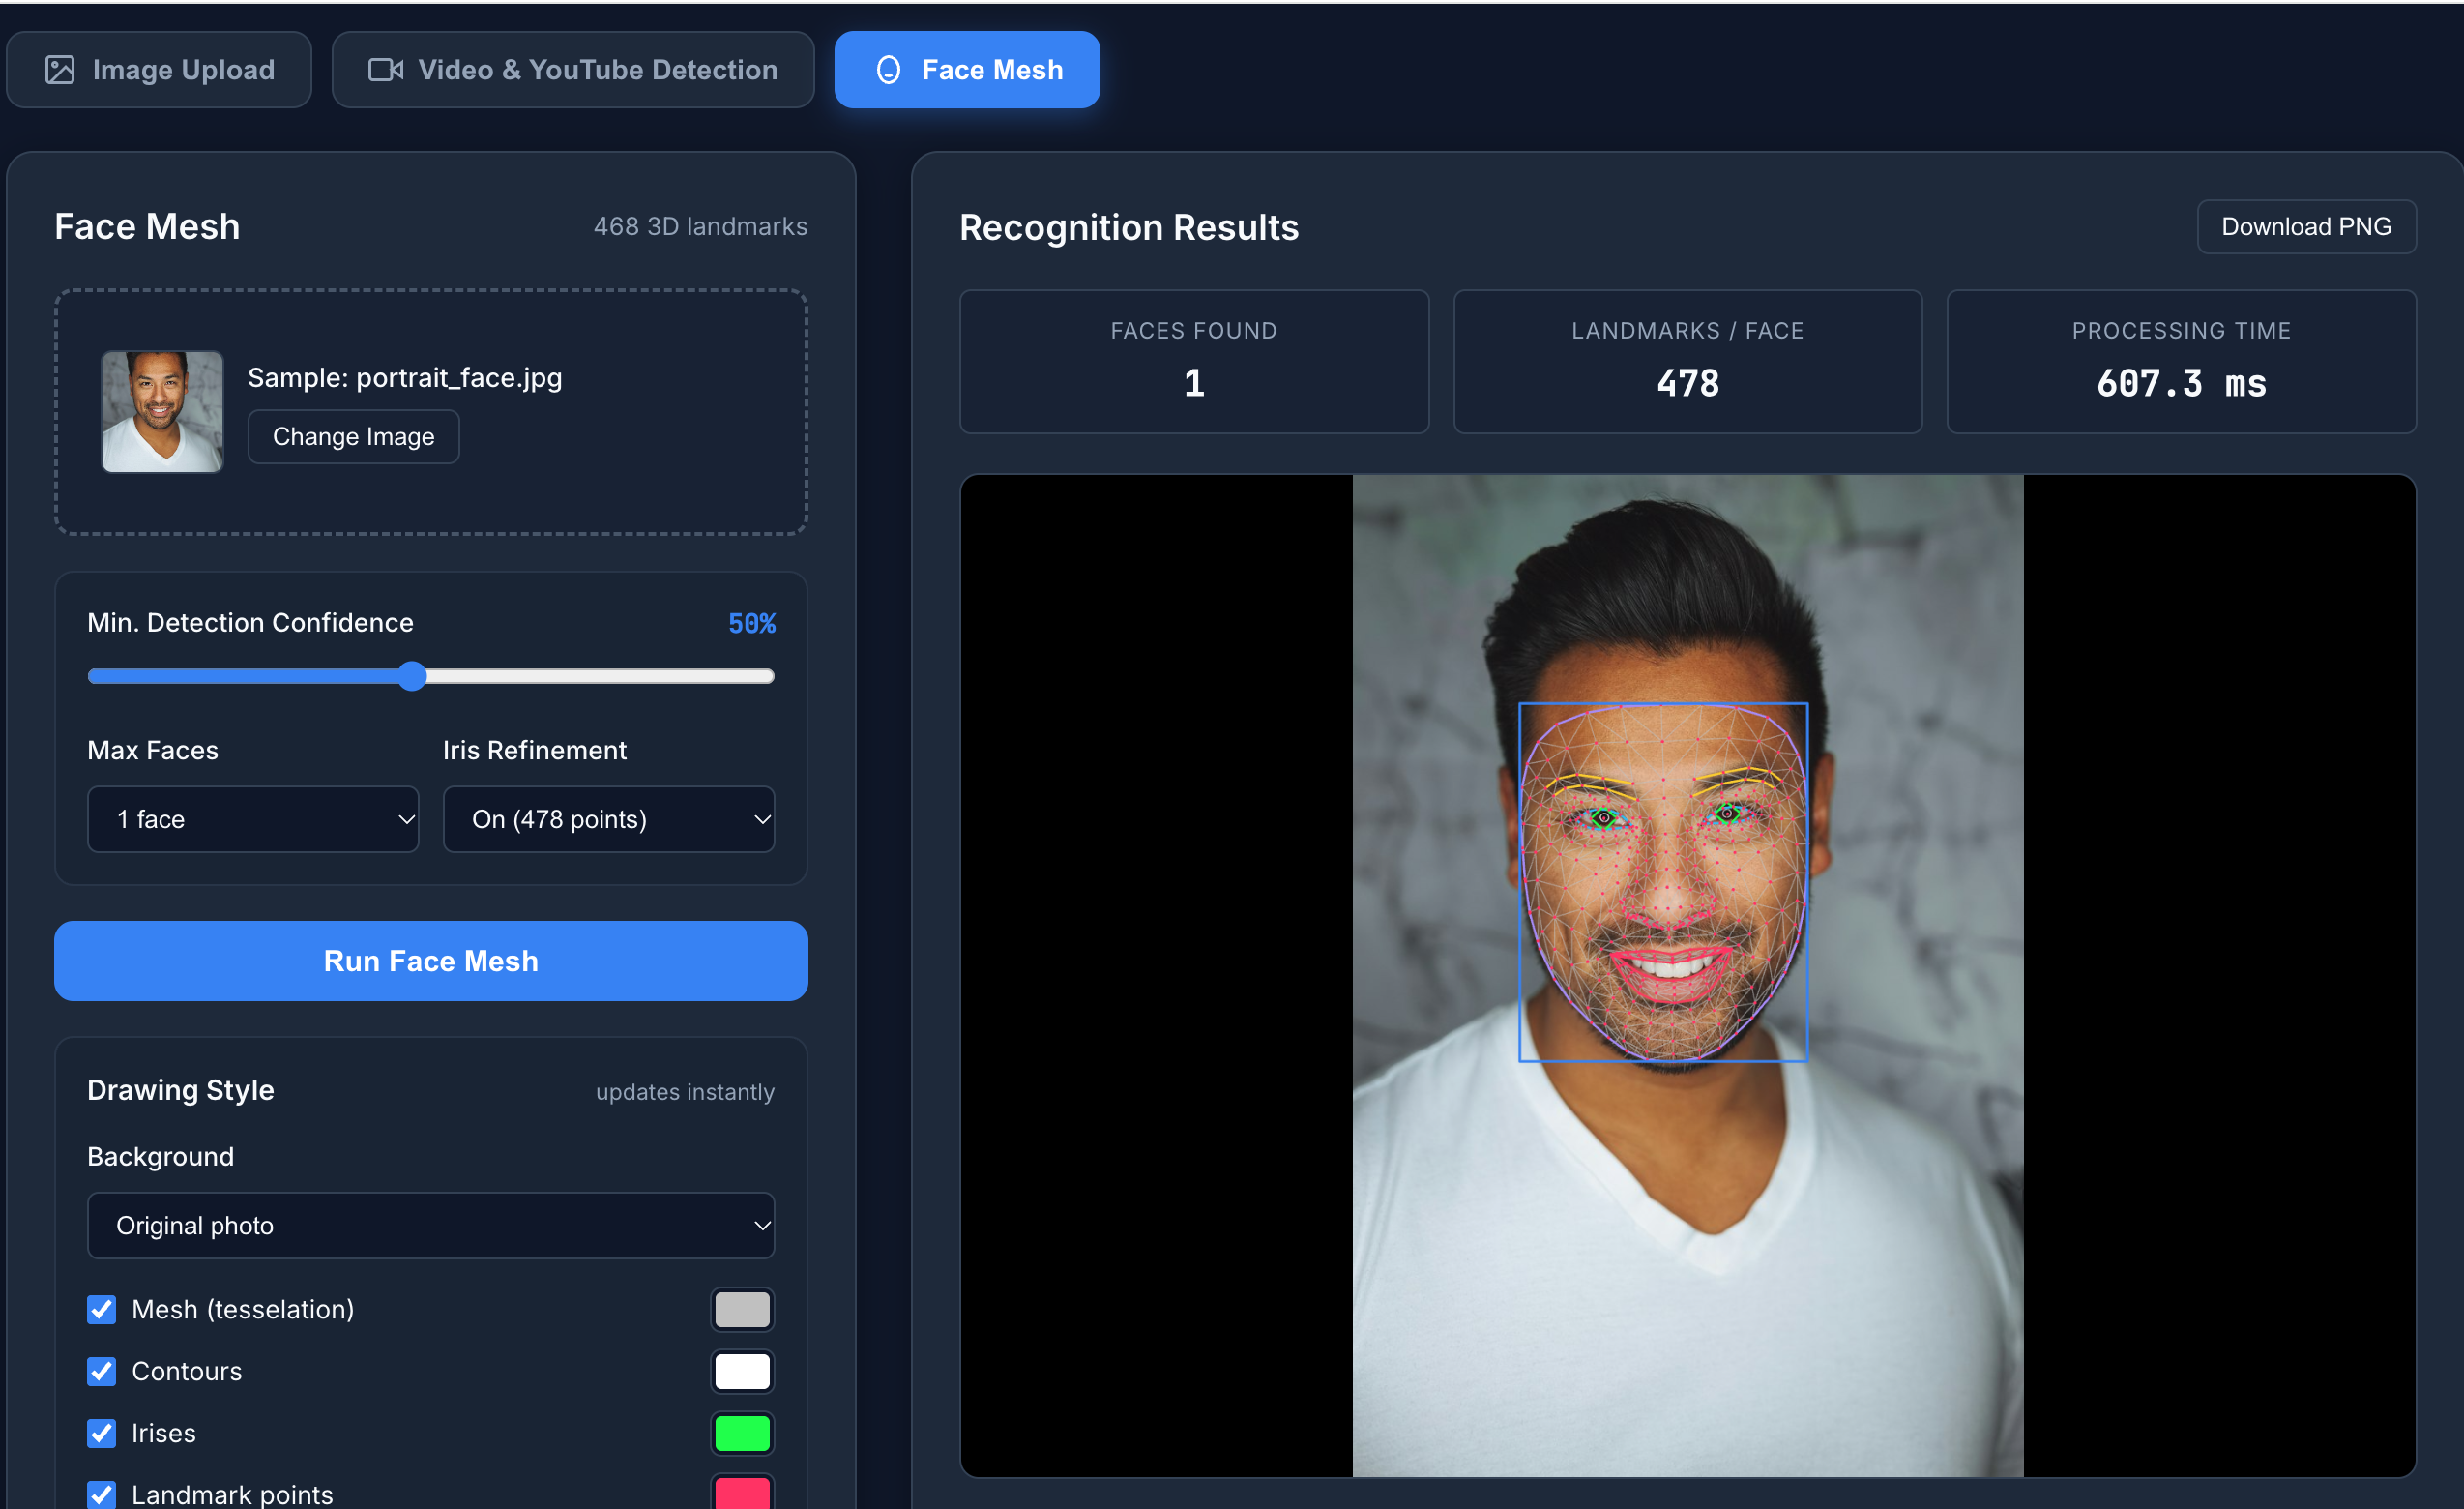 Image Upload
Video & YouTube Detection
Face Mesh
Face Mesh
468 3D landmarks
Sample: portrait_face.jpg
Change Image
Min. Detection Confidence
50%
Max Faces
Iris Refinement
1 face
On (478 points)
Run Face Mesh
Drawing Style
updates instantly
Background
Original photo
Mesh (tesselation)
Contours
Irises
Landmark points
Recognition Results
Download PNG
FACES FOUND
1
LANDMARKS / FACE
478
PROCESSING TIME
607.3 ms